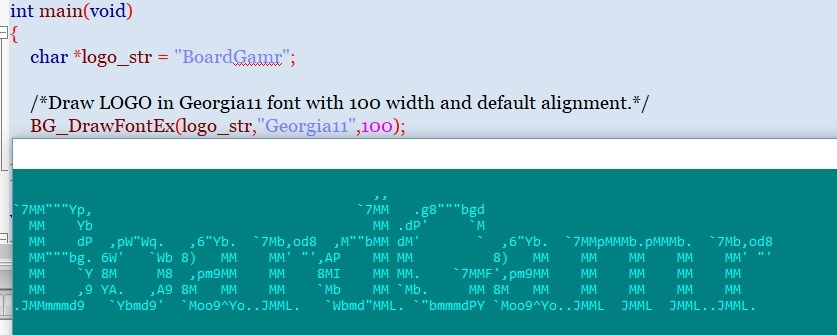 int main(void)
{
char *logo_str = "BoardGamr";
/*Draw LOGO in Georgia11 font with 100 width and default alignment.*/
BG_DrawFontEx(logo_str,"Georgia11",100);
                                               ,,
`7MM"""Yp,                                   `7MM   .g8"""bgd
  MM    Yb                                     MM .dP'     `M
  MM    dP  ,pW"Wq.   ,6"Yb.  `7Mb,od8  ,M""bMM dM'       `  ,6"Yb.  `7MMpMMMb.pMMMb.  `7Mb,od8
  MM"""bg. 6W'   `Wb 8)   MM    MM' "',AP    MM MM          8)   MM    MM    MM    MM    MM' "'
  MM    `Y 8M     M8  ,pm9MM    MM    8MI    MM MM.    `7MMF',pm9MM    MM    MM    MM    MM
  MM    ,9 YA.   ,A9 8M   MM    MM    `Mb    MM `Mb.     MM 8M   MM    MM    MM    MM    MM
.JMMmmmd9   `Ybmd9'  `Moo9^Yo..JMML.   `Wbmd"MML. `"bmmmdPY `Moo9^Yo..JMML  JMML  JMML..JMML.